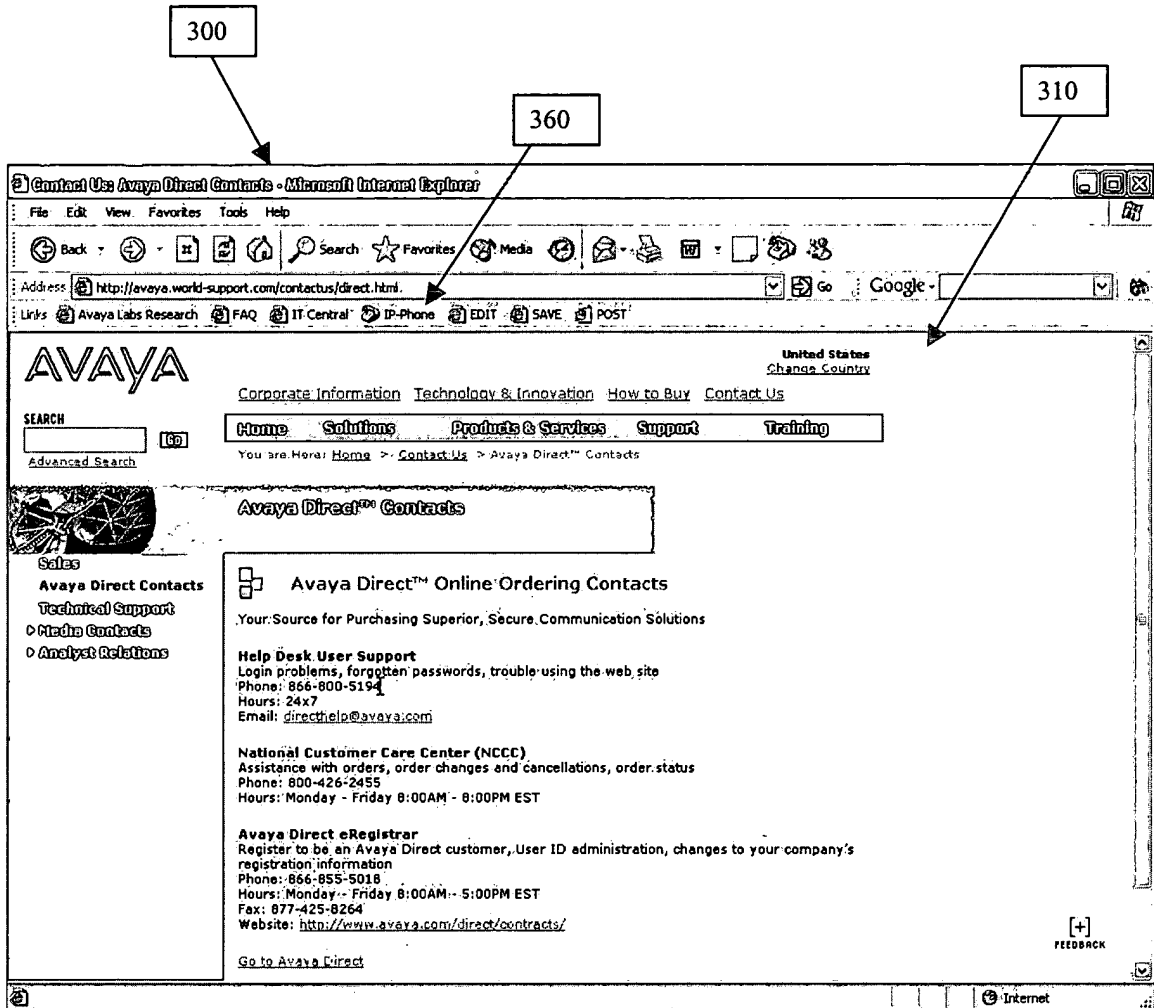 300
310
360
Contact Us: Avaya Direct Contacts - Microsoft Internet Explorer
File Edit View Favorites Tools Help
Back Search Favorites Media
Address http://avaya.world-support.com/contactus/direct.html Go Google
Links Avaya Labs Research FAQ IT Central IP-Phone EDIT SAVE POST
AVAYA
United States
Change Country
Corporate Information Technology & Innovation How to Buy Contact Us
SEARCH
GO
Advanced Search
Home Solutions Products & Services Support Training
You are Here: Home > Contact Us > Avaya Direct™ Contacts
Avaya Direct™ Contacts
Sales
Avaya Direct Contacts
Technical Support
Media Contacts
Analyst Relations
Avaya Direct™ Online Ordering Contacts
Your Source for Purchasing Superior, Secure Communication Solutions
Help Desk User Support
Login problems, forgotten passwords, trouble using the web site
Phone: 866-800-5194
Hours: 24x7
Email: directhelp@avaya.com
National Customer Care Center (NCCC)
Assistance with orders, order changes and cancellations, order status
Phone: 800-426-2455
Hours: Monday - Friday 8:00AM - 8:00PM EST
Avaya Direct eRegistrar
Register to be an Avaya Direct customer, User ID administration, changes to your company's
registration information
Phone: 866-855-5018
Hours: Monday - Friday 8:00AM - 5:00PM EST
Fax: 877-425-8264
Website: http://www.avaya.com/direct/contracts/
Go to Avaya Direct
[+]
FEEDBACK
Internet